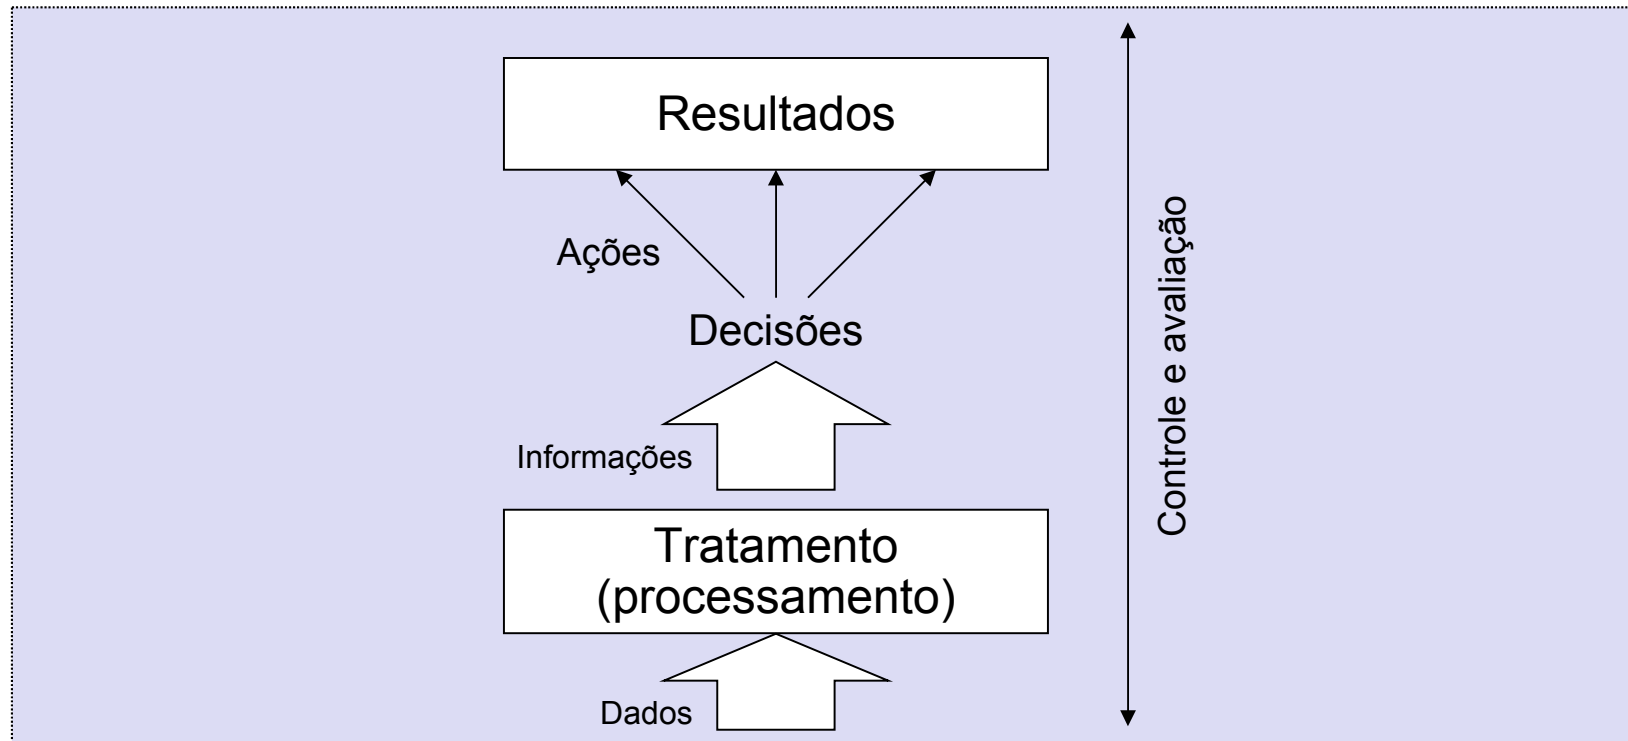 Resultados
Ações
Decisões
Informações
Tratamento
(processamento)
Dados
Controle e avaliação